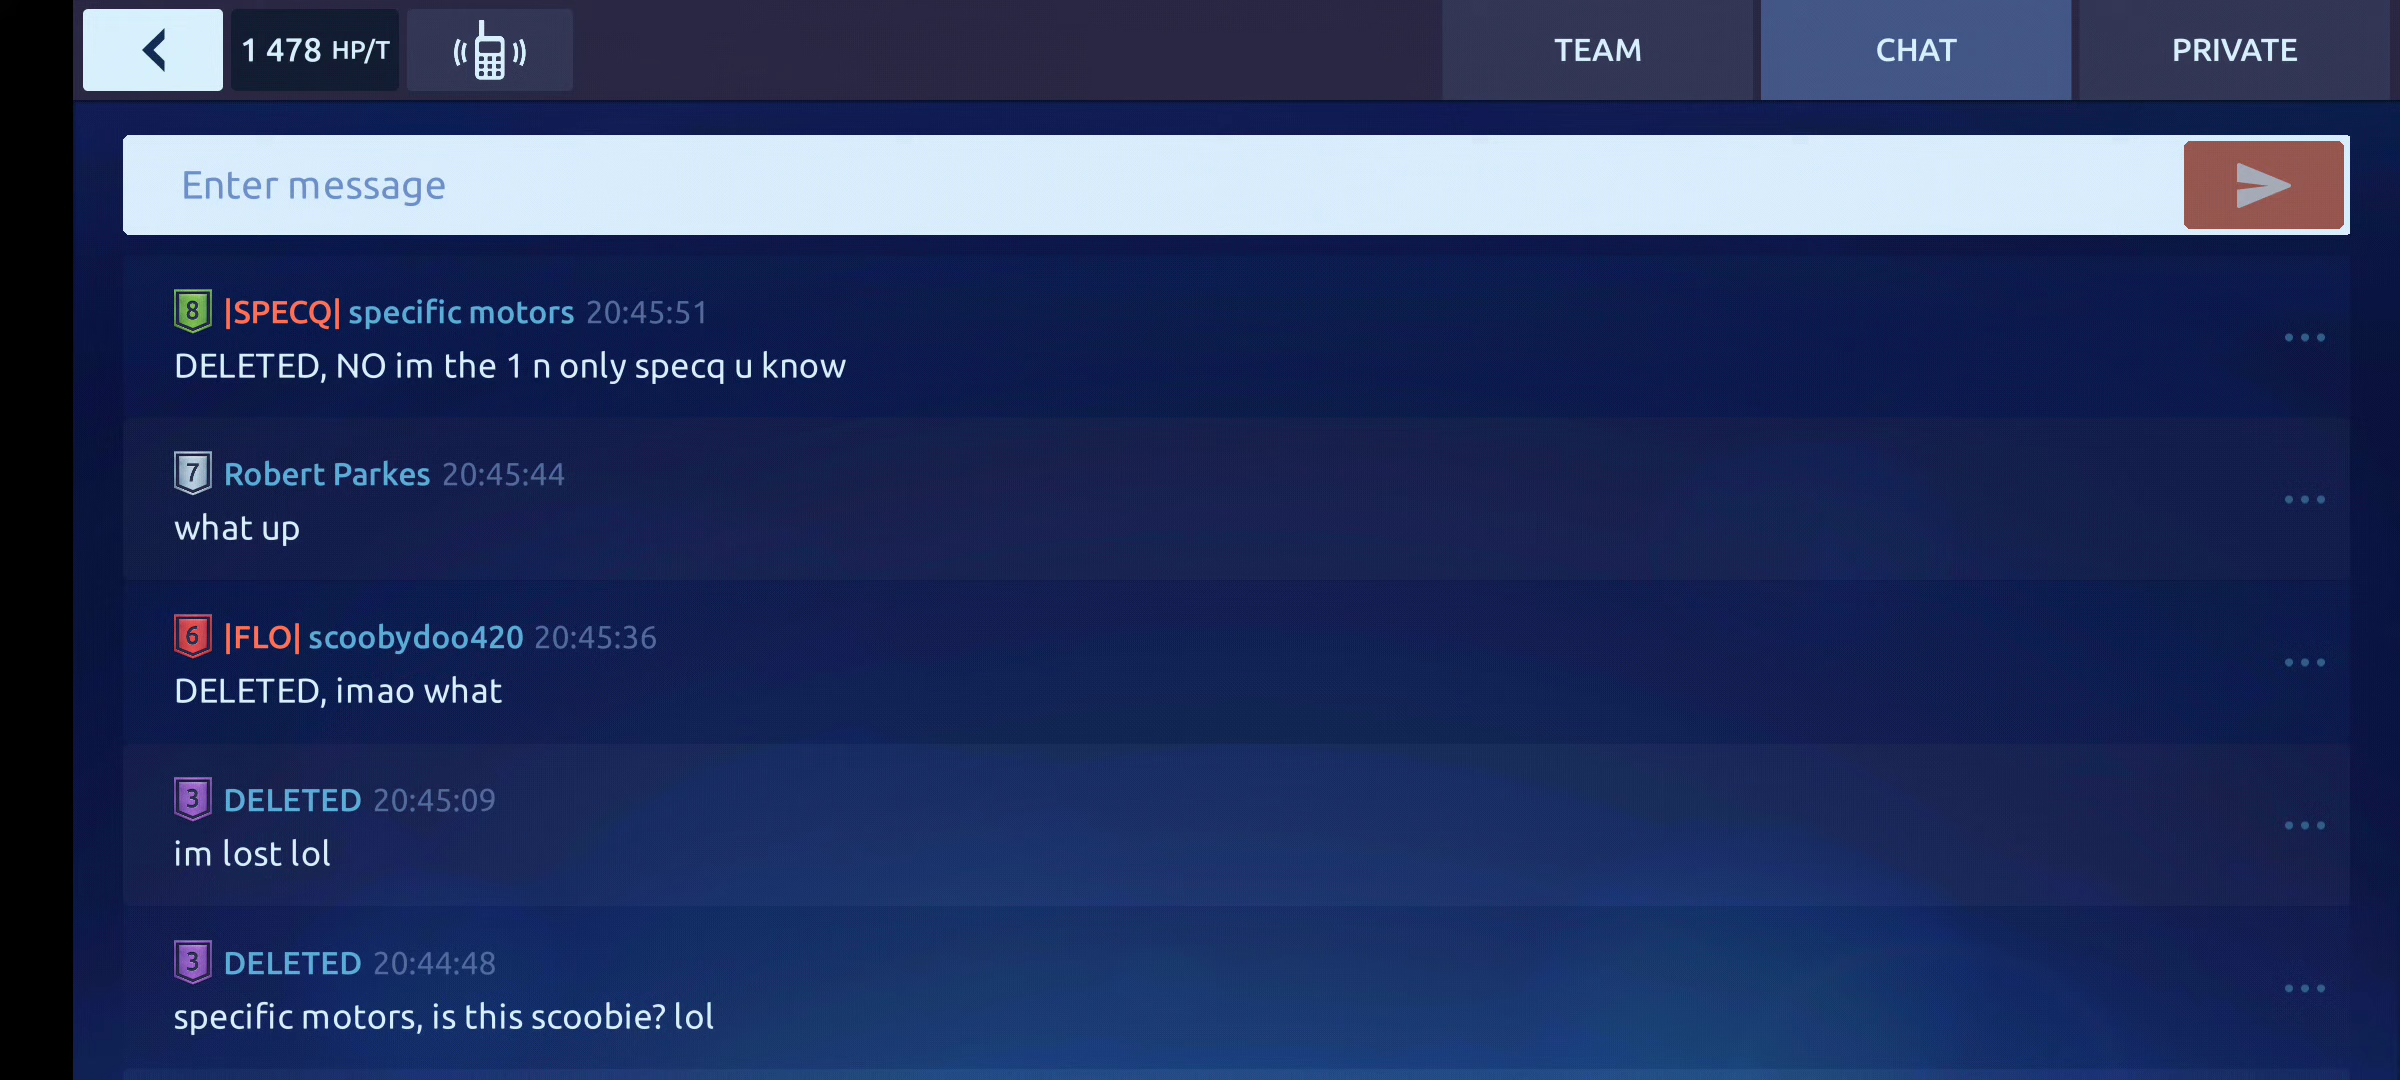 1 478 HP/T
TEAM
CHAT
PRIVATE
Enter message
8 |SPECQ| specific motors 20:45:51
DELETED, NO im the 1 n only specq u know
7 Robert Parkes 20:45:44
what up
6 |FLO| scoobydoo420 20:45:36
DELETED, imao what
3 DELETED 20:45:09
im lost lol
3 DELETED 20:44:48
specific motors, is this scoobie? lol